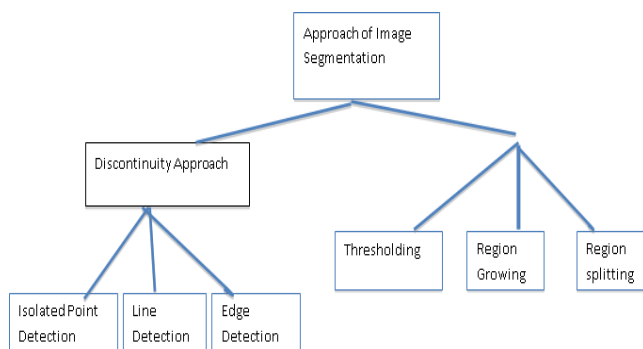 Approach of Image
Segmentation
Discontinuity Approach
Thresholding
Region
Growing
Region
splitting
Isolated Point
Detection
Line
Detection
Edge
Detection